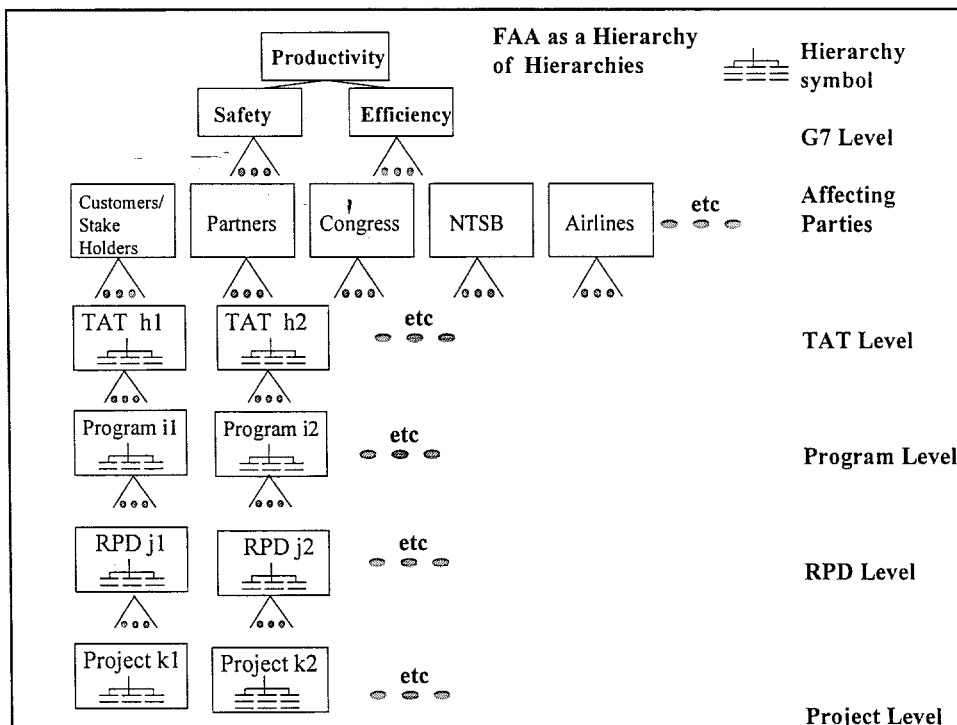 FAA as a Hierarchy
of Hierarchies
Hierarchy
symbol
Productivity
Safety
Efficiency
G7 Level
Customers/
Stake
Holders
Partners
Congress
NTSB
Airlines
etc
Affecting
Parties
TAT h1
TAT h2
etc
TAT Level
Program i1
Program i2
etc
Program Level
RPD j1
RPD j2
etc
RPD Level
Project k1
Project k2
etc
Project Level